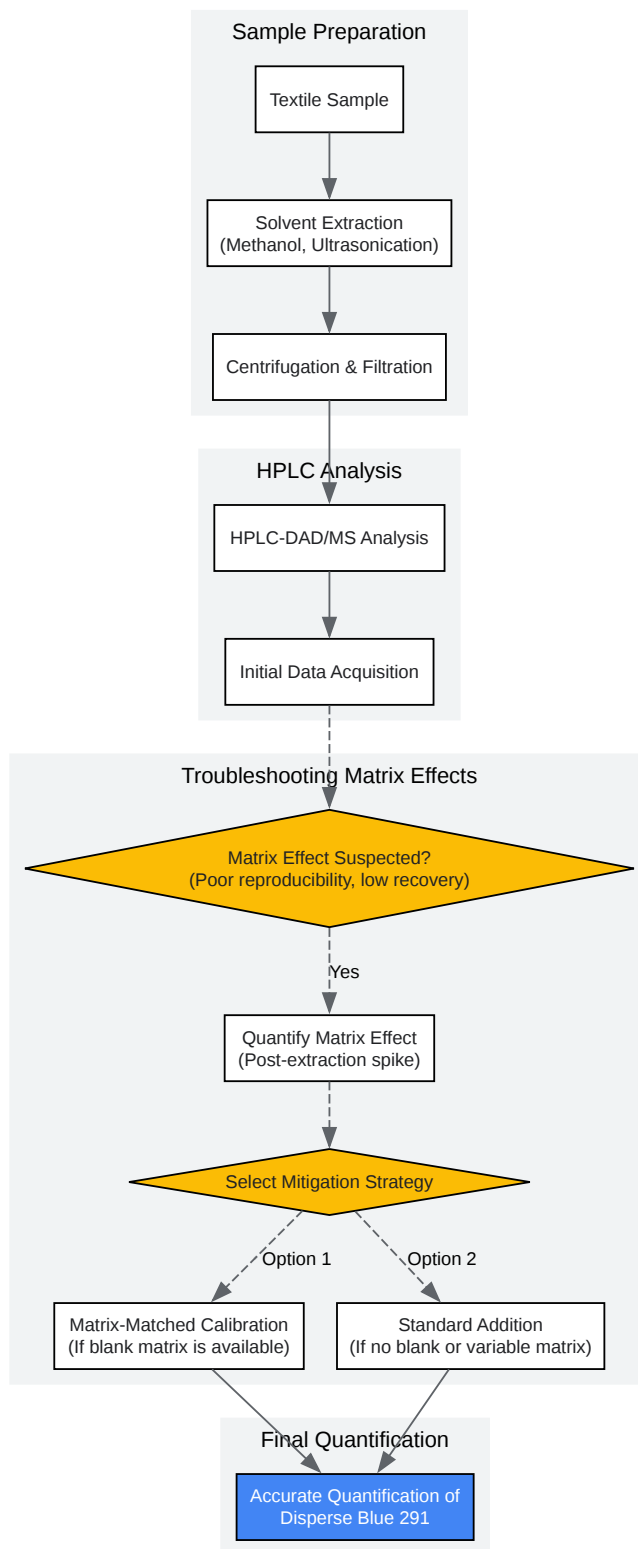 Sample Preparation
Textile Sample
Solvent Extraction
(Methanol, Ultrasonication)
Centrifugation & Filtration
HPLC Analysis
HPLC-DAD/MS Analysis
Initial Data Acquisition
Troubleshooting Matrix Effects
Matrix Effect Suspected?
(Poor reproducibility, low recovery)
Yes
Quantify Matrix Effect
(Post-extraction spike)
Select Mitigation Strategy
Option 1
Option 2
Matrix-Matched Calibration
(If blank matrix is available)
Standard Addition
(If no blank or variable matrix)
Final Quantification
Accurate Quantification of
Disperse Blue 291